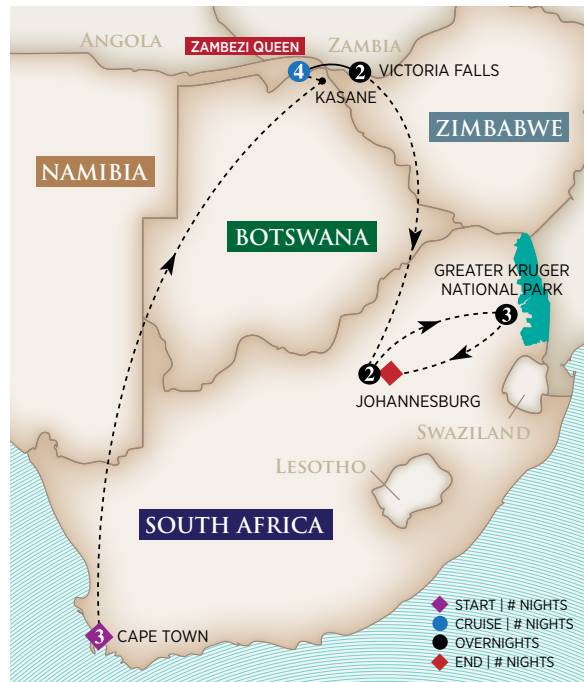 ANGOLA
ZAMBEZI QUEEN
ZAMBIA
4
2
VICTORIA FALLS
KASANE
ZIMBABWE
NAMIBIA
BOTSWANA
GREATER KRUGER
NATIONAL PARK
3
2
JOHANNESBURG
SWAZILAND
LESOTHO
SOUTH AFRICA
3
CAPE TOWN
START | # NIGHTS
CRUISE | # NIGHTS
OVERNIGHTS
END | # NIGHTS